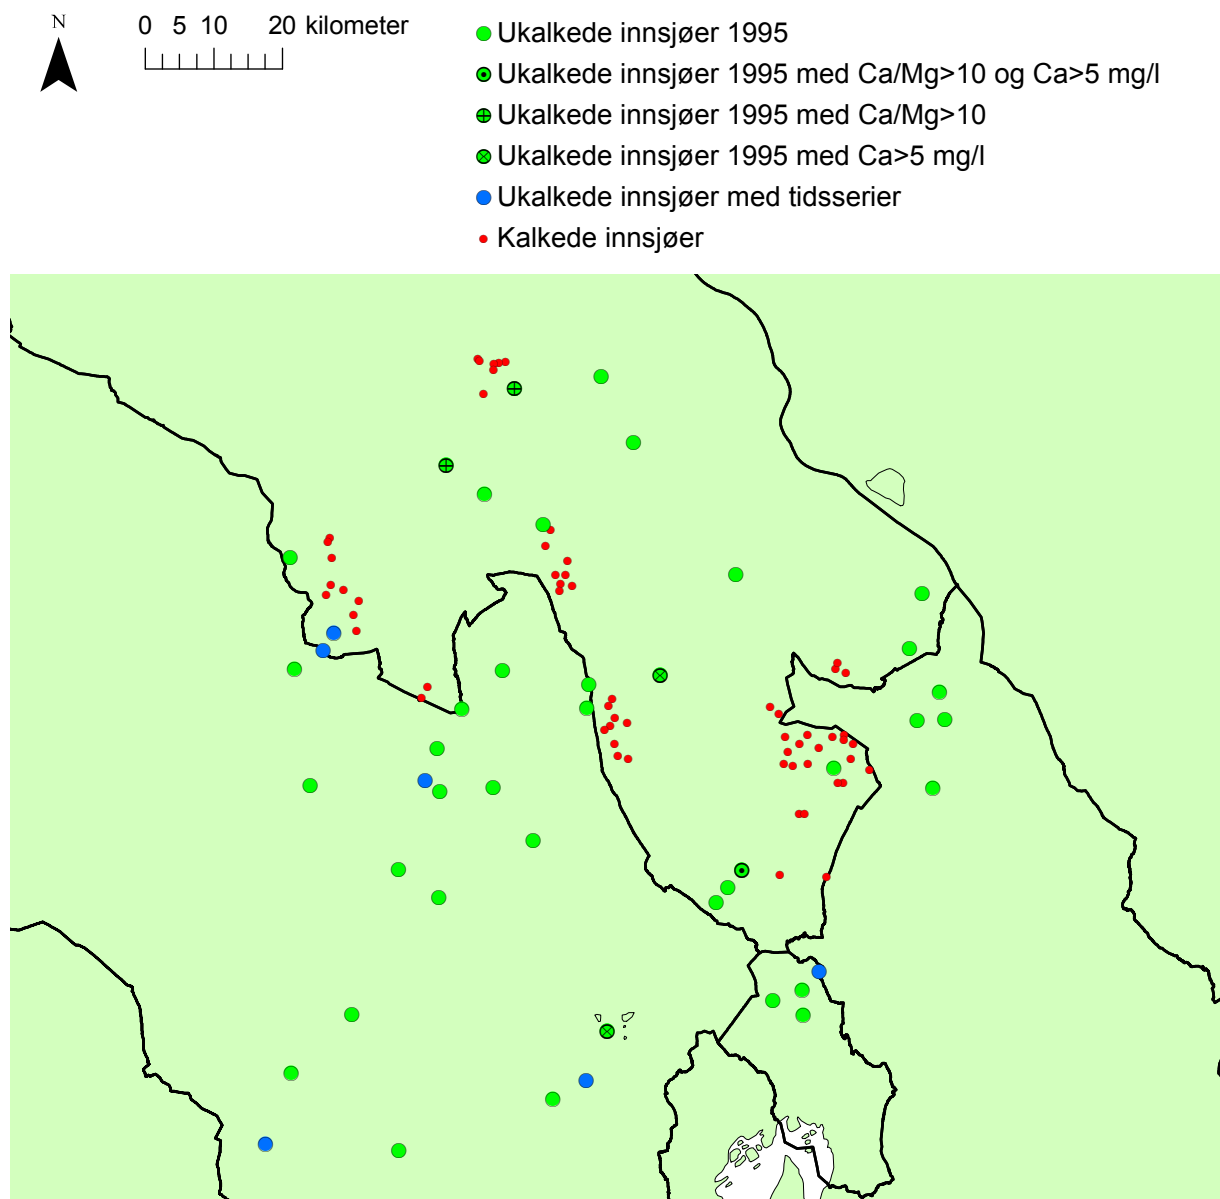 N
0 5 10 20 kilometer
Ukalkede innsjøer 1995
Ukalkede innsjøer 1995 med Ca/Mg>10 og Ca>5 mg/l
Ukalkede innsjøer 1995 med Ca/Mg>10
Ukalkede innsjøer 1995 med Ca>5 mg/l
Ukalkede innsjøer med tidsserier
Kalkede innsjøer